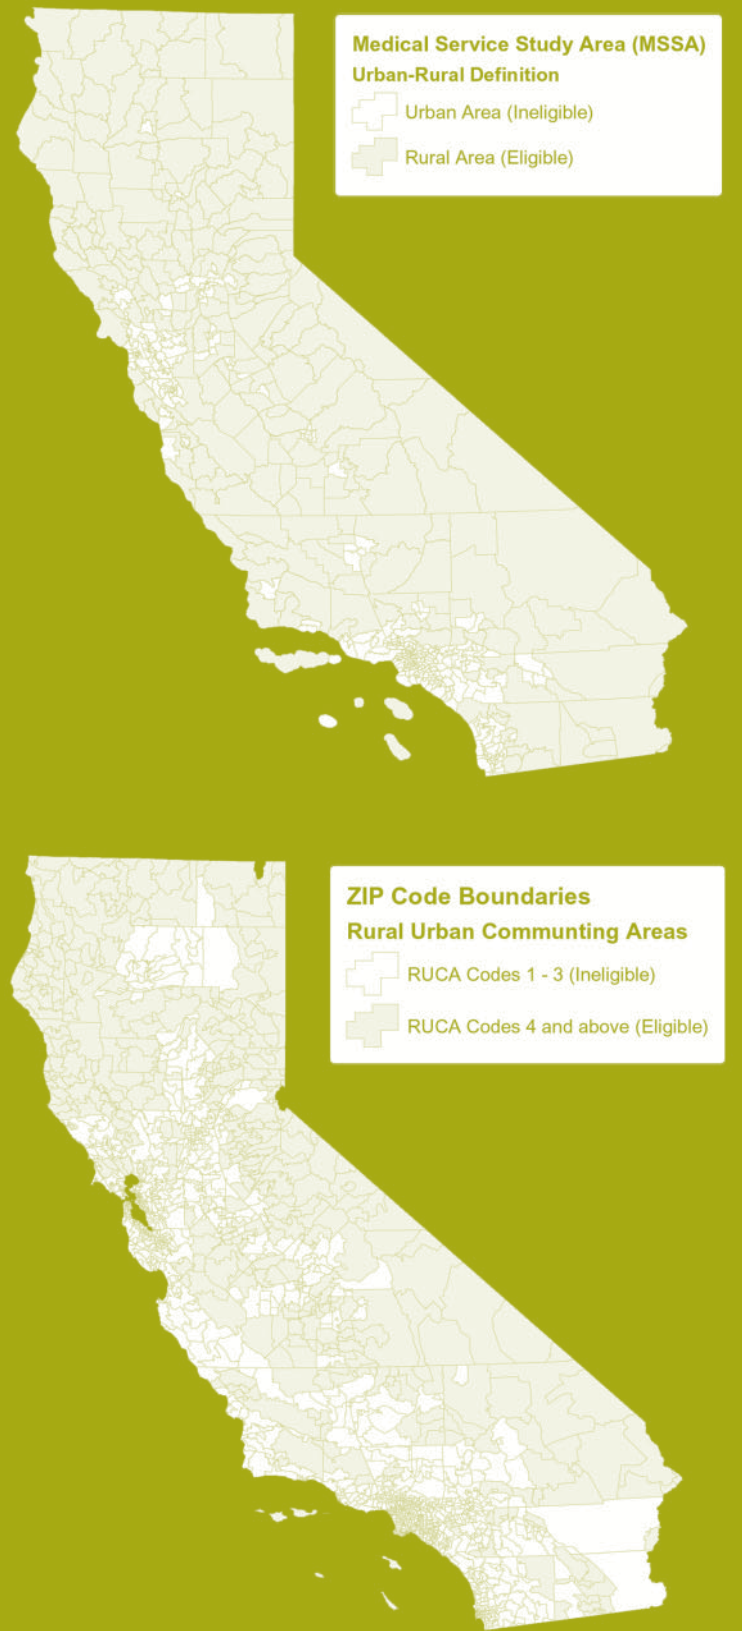 Medical Service Study Area (MSSA)
Urban-Rural Definition
Urban Area (Ineligible)
Rural Area (Eligible)
ZIP Code Boundaries
Rural Urban Communting Areas
RUCA Codes 1 - 3 (Ineligible)
RUCA Codes 4 and above (Eligible)